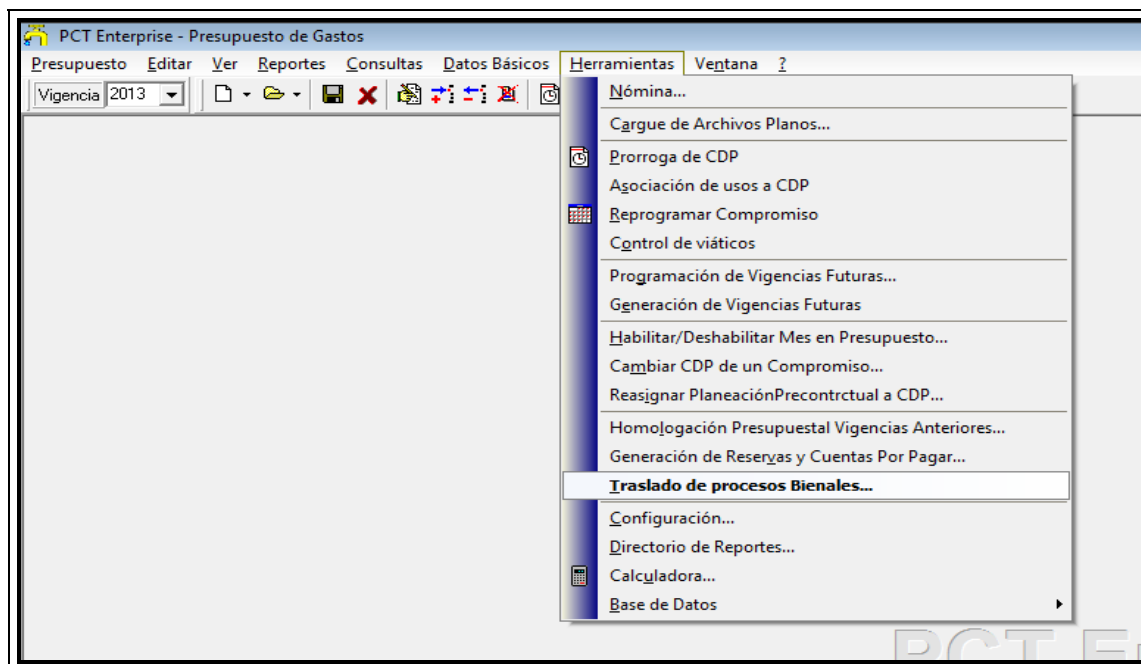 PCT Enterprise - Presupuesto de Gastos
Presupuesto Editar Ver Reportes Consultas Datos Básicos Herramientas Ventana ?
Vigencia 2013
Nómina...
Cargue de Archivos Planos...
Prorroga de CDP
Asociación de usos a CDP
Reprogramar Compromiso
Control de viáticos
Programación de Vigencias Futuras...
Generación de Vigencias Futuras
Habilitar/Deshabilitar Mes en Presupuesto...
Cambiar CDP de un Compromiso...
Reasignar PlaneaciónPrecontrctual a CDP...
Homologación Presupuestal Vigencias Anteriores...
Generación de Reservas y Cuentas Por Pagar...
Traslado de procesos Bienales...
Configuración...
Directorio de Reportes...
Calculadora...
Base de Datos
PCT